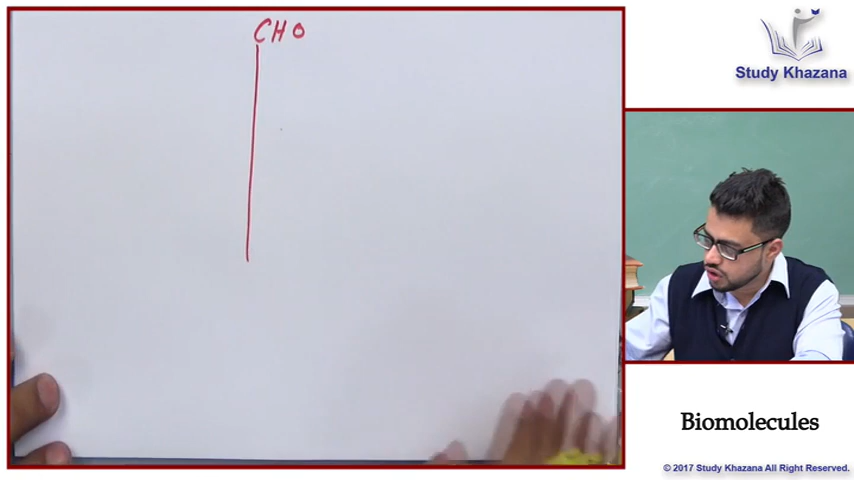 CHO
Study Khazana
Biomolecules
© 2017 Study Khazana All Right Reserved.